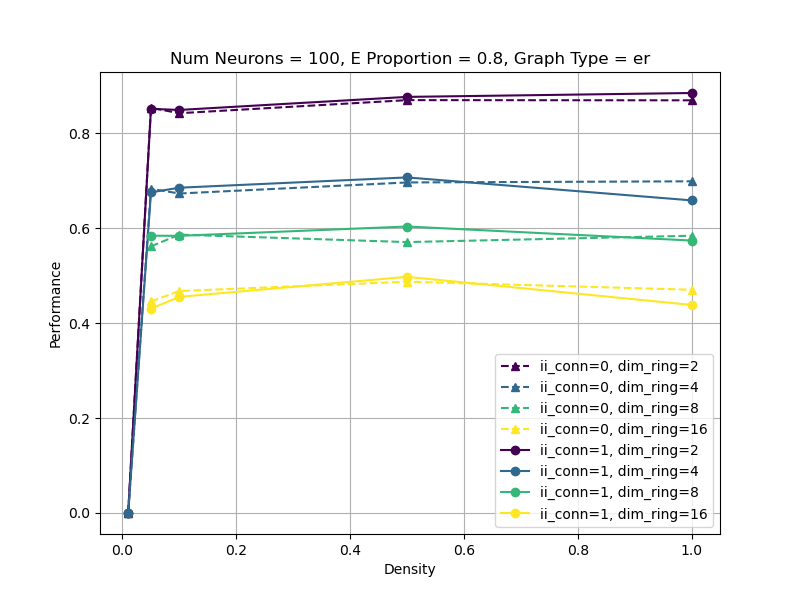 Num Neurons = 100, E Proportion = 0.8, Graph Type = er
Performance
0.8
0.6
0.4
0.2
0.0
ii_conn=0, dim_ring=2
ii_conn=0, dim_ring=4
ii_conn=0, dim_ring=8
ii_conn=0, dim_ring=16
ii_conn=1, dim_ring=2
ii_conn=1, dim_ring=4
ii_conn=1, dim_ring=8
ii_conn=1, dim_ring=16
0.0 0.2 0.4 0.6 0.8 1.0
Density